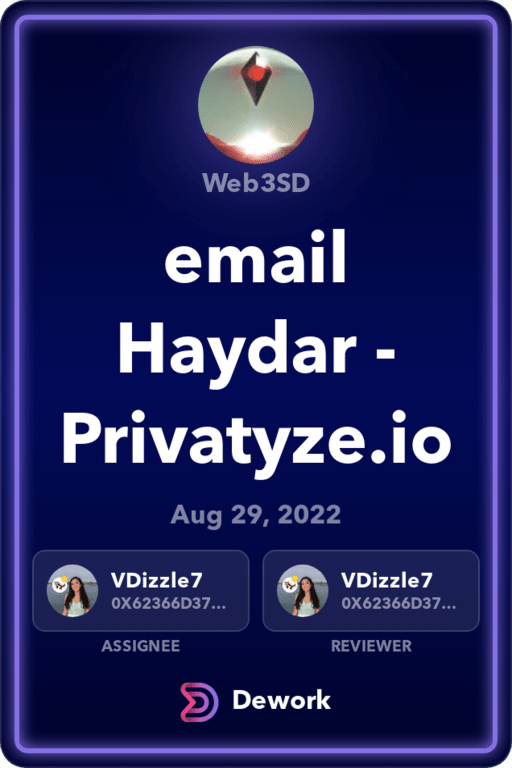 Web3SD
email
Haydar -
Privatyze.io
Aug 29, 2022
VDizzle7
0X62366D37...
ASSIGNEE
VDizzle7
0X62366D37...
REVIEWER
Dework